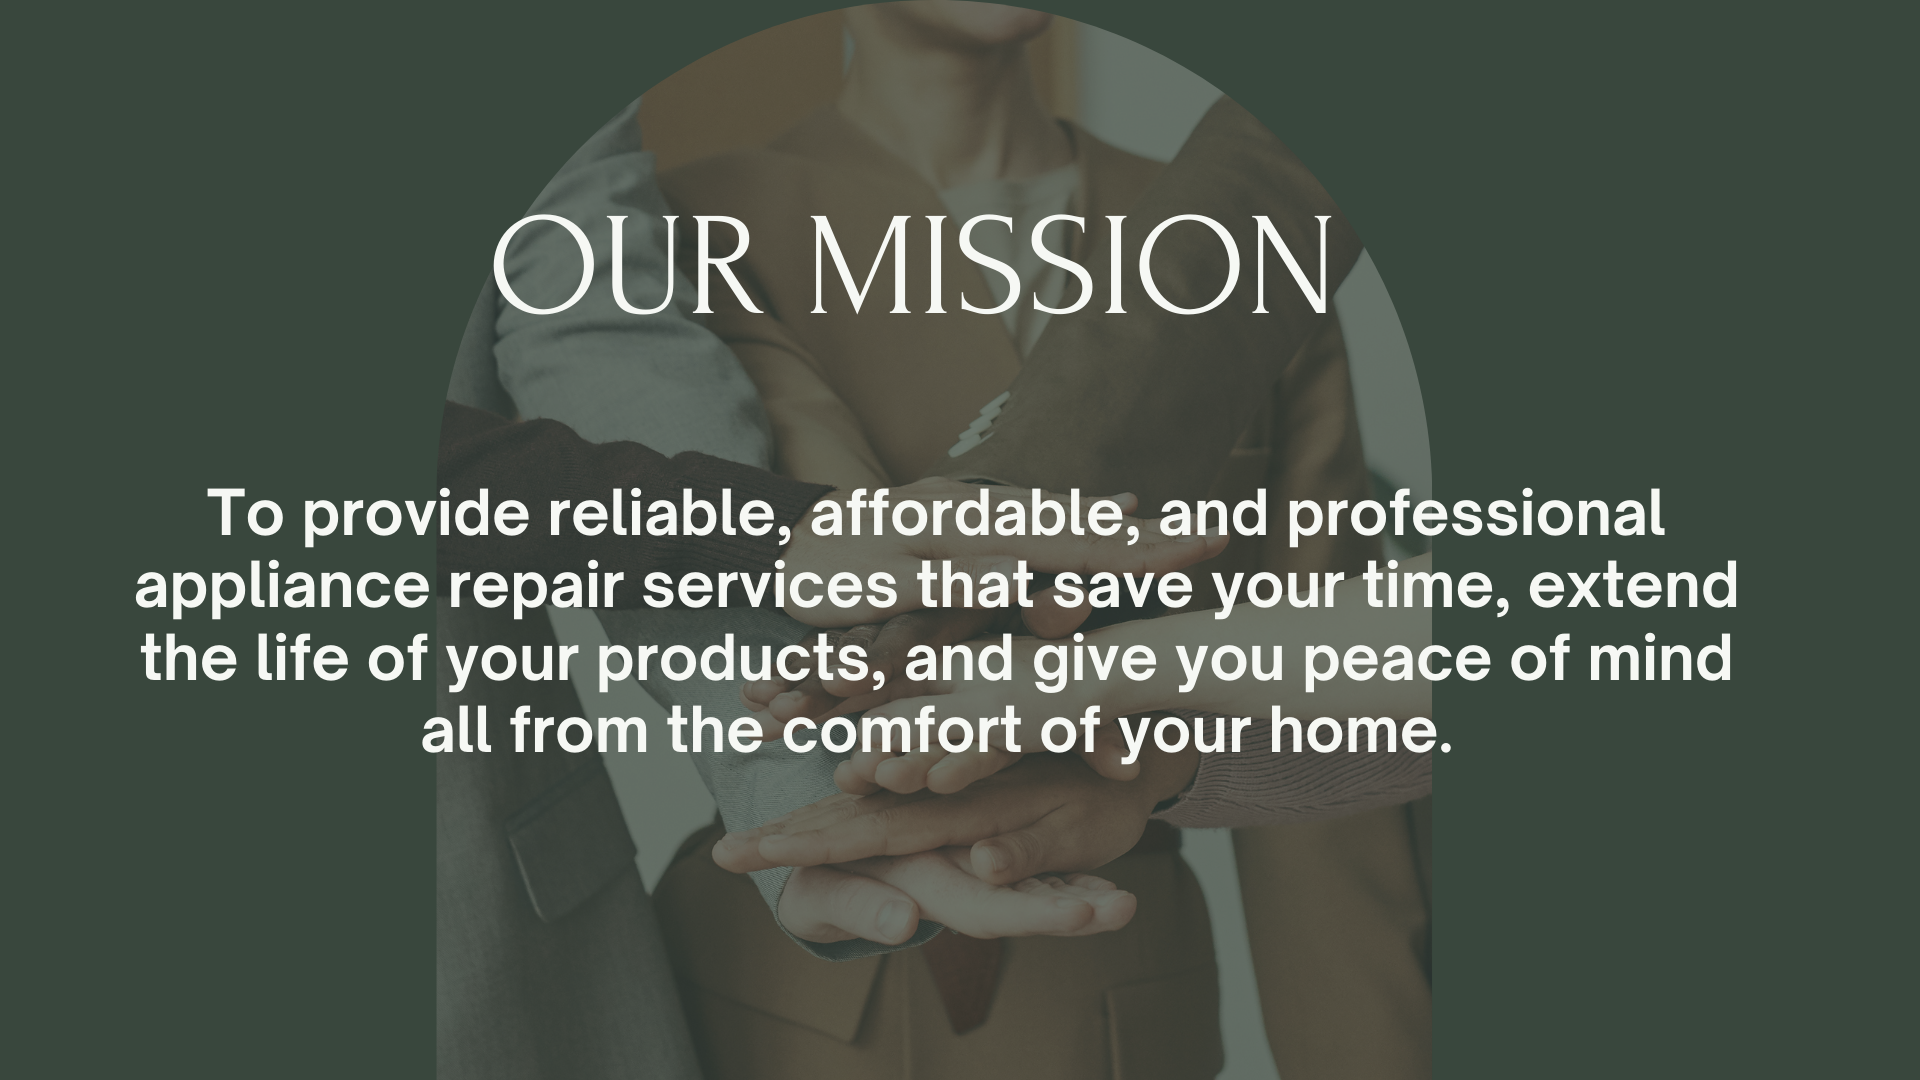 OUR MISSION
To provide reliable, affordable, and professional
appliance repair services that save your time, extend
the life of your products, and give you peace of mind
all from the comfort of your home.